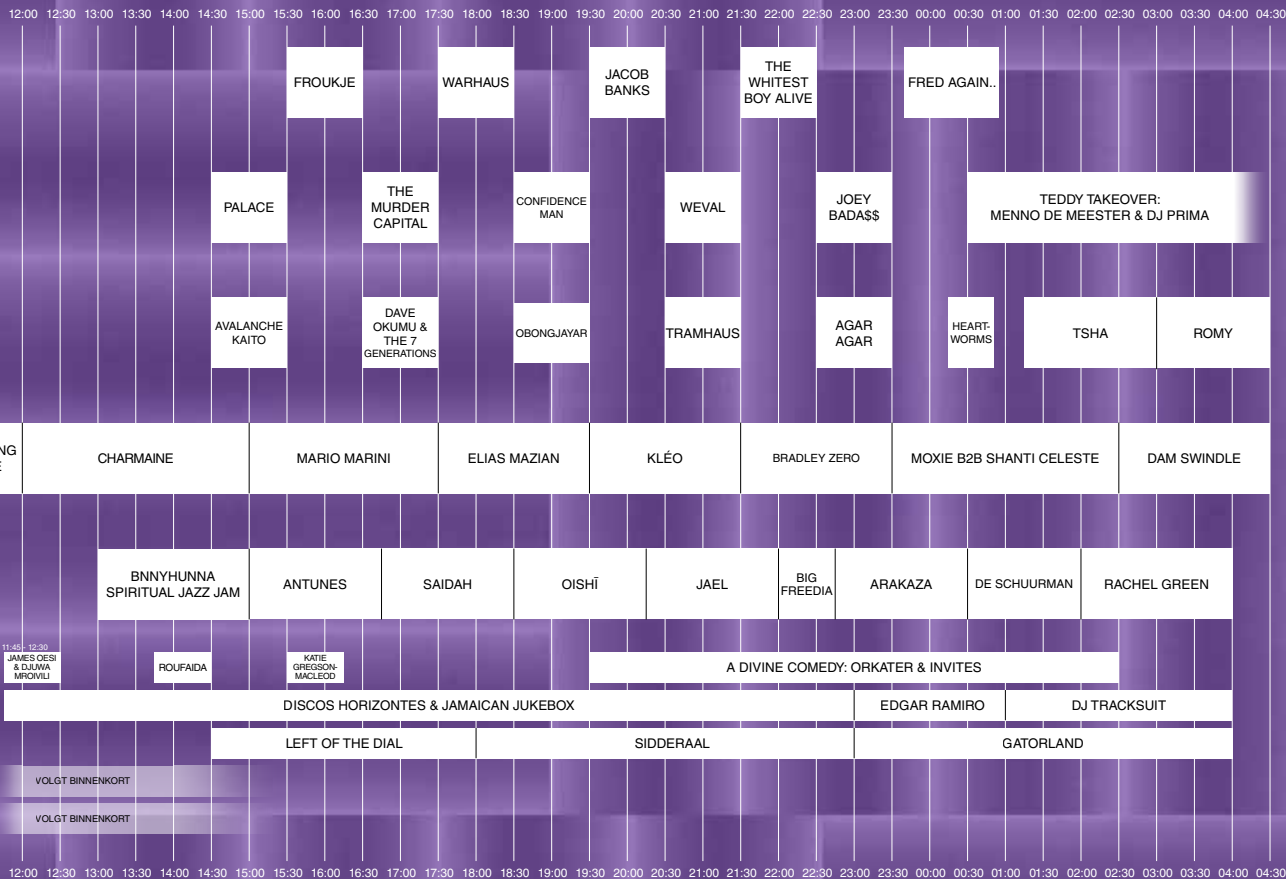 12:00 12:30 13:00 13:30 14:00 14:30 15:00 15:30 16:00 16:30 17:00 17:30 18:00 18:30 19:00 19:30 20:00 20:30 21:00 21:30 22:00 22:30 23:00 23:30 00:00 00:30 01:00 01:30 02:00 02:30 03:00 03:30 04:00 04:30
FROUKJE
WARHAUS
JACOB
BANKS
THE
WHITEST
BOY ALIVE
FRED AGAIN..
PALACE
THE
MURDER
CAPITAL
CONFIDENCE
MAN
WEVAL
JOEY
BADA$$
TEDDY TAKEOVER:
MENNO DE MEESTER & DJ PRIMA
AVALANCHE
KAITO
DAVE
OKUMU &
THE 7
GENERATIONS
OBONGJAYAR
TRAMHAUS
AGAR
AGAR
HEART-
WORMS
TSHA
ROMY
NG
E
CHARMAINE
MARIO MARINI
ELIAS MAZIAN
KLÉO
BRADLEY ZERO
MOXIE B2B SHANTI CELESTE
DAM SWINDLE
BNNYHUNNA
SPIRITUAL JAZZ JAM
ANTUNES
SAIDAH
OISHĪ
JAEL
BIG
FREEDIA
ARAKAZA
DE SCHUURMAN
RACHEL GREEN
11:45 - 12:30
JAMES OESI
& DJUWA
MROIVILI
ROUFAIDA
KATIE
GREGSON-
MACLEOD
A DIVINE COMEDY: ORKATER & INVITES
DISCOS HORIZONTES & JAMAICAN JUKEBOX
EDGAR RAMIRO
DJ TRACKSUIT
LEFT OF THE DIAL
SIDDERAAL
GATORLAND
VOLGT BINNENKORT
VOLGT BINNENKORT
12:00 12:30 13:00 13:30 14:00 14:30 15:00 15:30 16:00 16:30 17:00 17:30 18:00 18:30 19:00 19:30 20:00 20:30 21:00 21:30 22:00 22:30 23:00 23:30 00:00 00:30 01:00 01:30 02:00 02:30 03:00 03:30 04:00 04:30